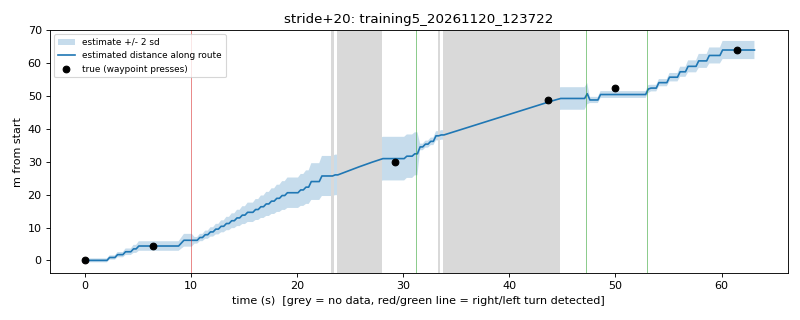 stride+20: training5_20261120_123722
estimate +/- 2 sd
estimated distance along route
true (waypoint presses)
m from start
70
60
50
40
30
20
10
0
0 10 20 30 40 50 60
time (s) [grey = no data, red/green line = right/left turn detected]